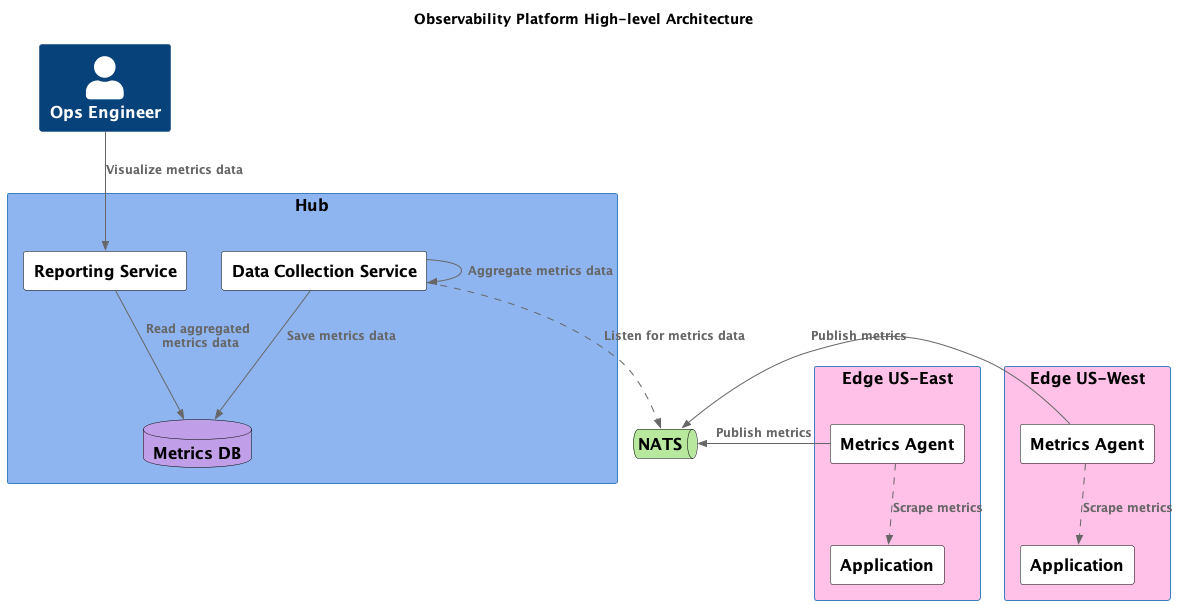 Observability Platform High-level Architecture
Ops Engineer
Visualize metrics data
Hub
Reporting Service
Data Collection Service
Aggregate metrics data
Read aggregated
metrics data
Save metrics data
Listen for metrics data
Publish metrics
Edge US-East
Edge US-West
Publish metrics
NATS
Metrics Agent
Metrics Agent
Metrics DB
Scrape metrics
Scrape metrics
Application
Application